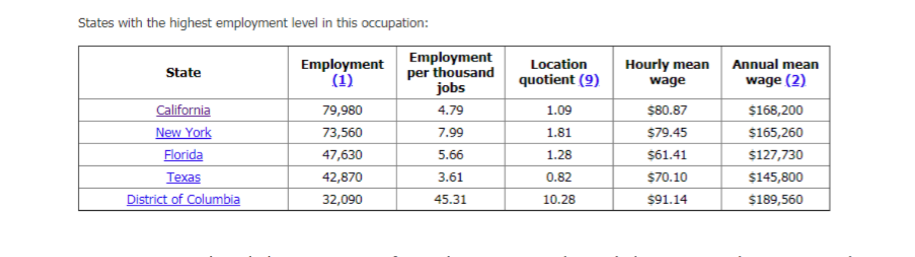 States with the highest employment level in this occupation:
State Employment (1) Employment per thousand jobs Location quotient (9) Hourly mean wage Annual mean wage (2)
California 79,980 4.79 1.09 $80.87 $168,200
New York 73,560 7.99 1.81 $79.45 $165,260
Florida 47,630 5.66 1.28 $61.41 $127,730
Texas 42,870 3.61 0.82 $70.10 $145,800
District of Columbia 32,090 45.31 10.28 $91.14 $189,560